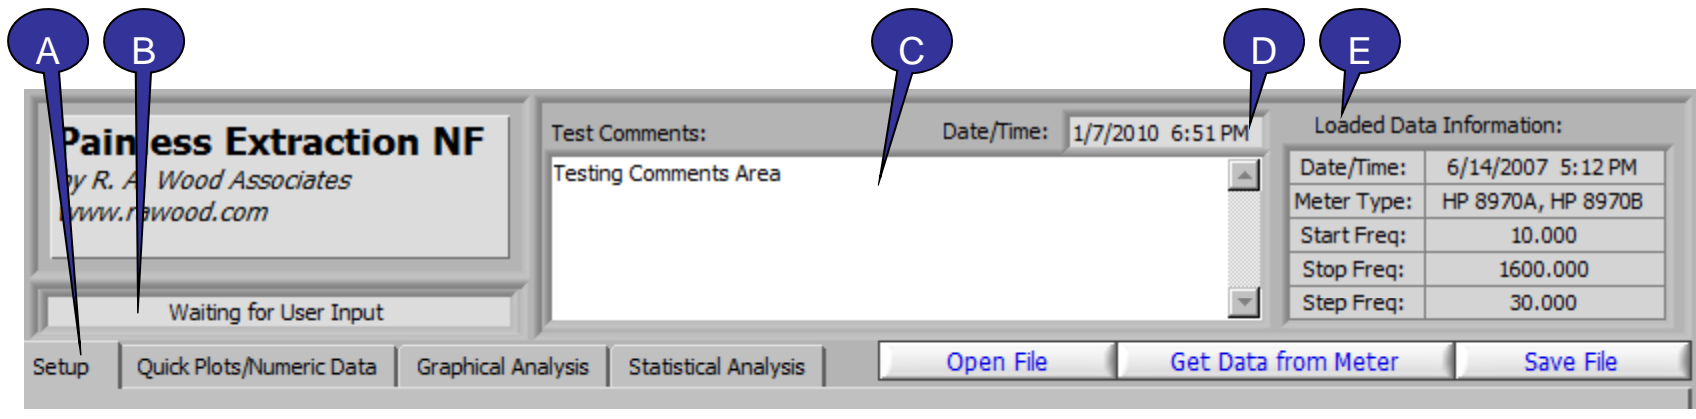 A B C D E
Painless Extraction NF
by R. A. Wood Associates
www.rawood.com
Waiting for User Input
Test Comments:
Date/Time: 1/7/2010 6:51 PM
Testing Comments Area
Loaded Data Information:
Date/Time: 6/14/2007 5:12 PM
Meter Type: HP 8970A, HP 8970B
Start Freq: 10.000
Stop Freq: 1600.000
Step Freq: 30.000
Setup Quick Plots/Numeric Data Graphical Analysis Statistical Analysis Open File Get Data from Meter Save File